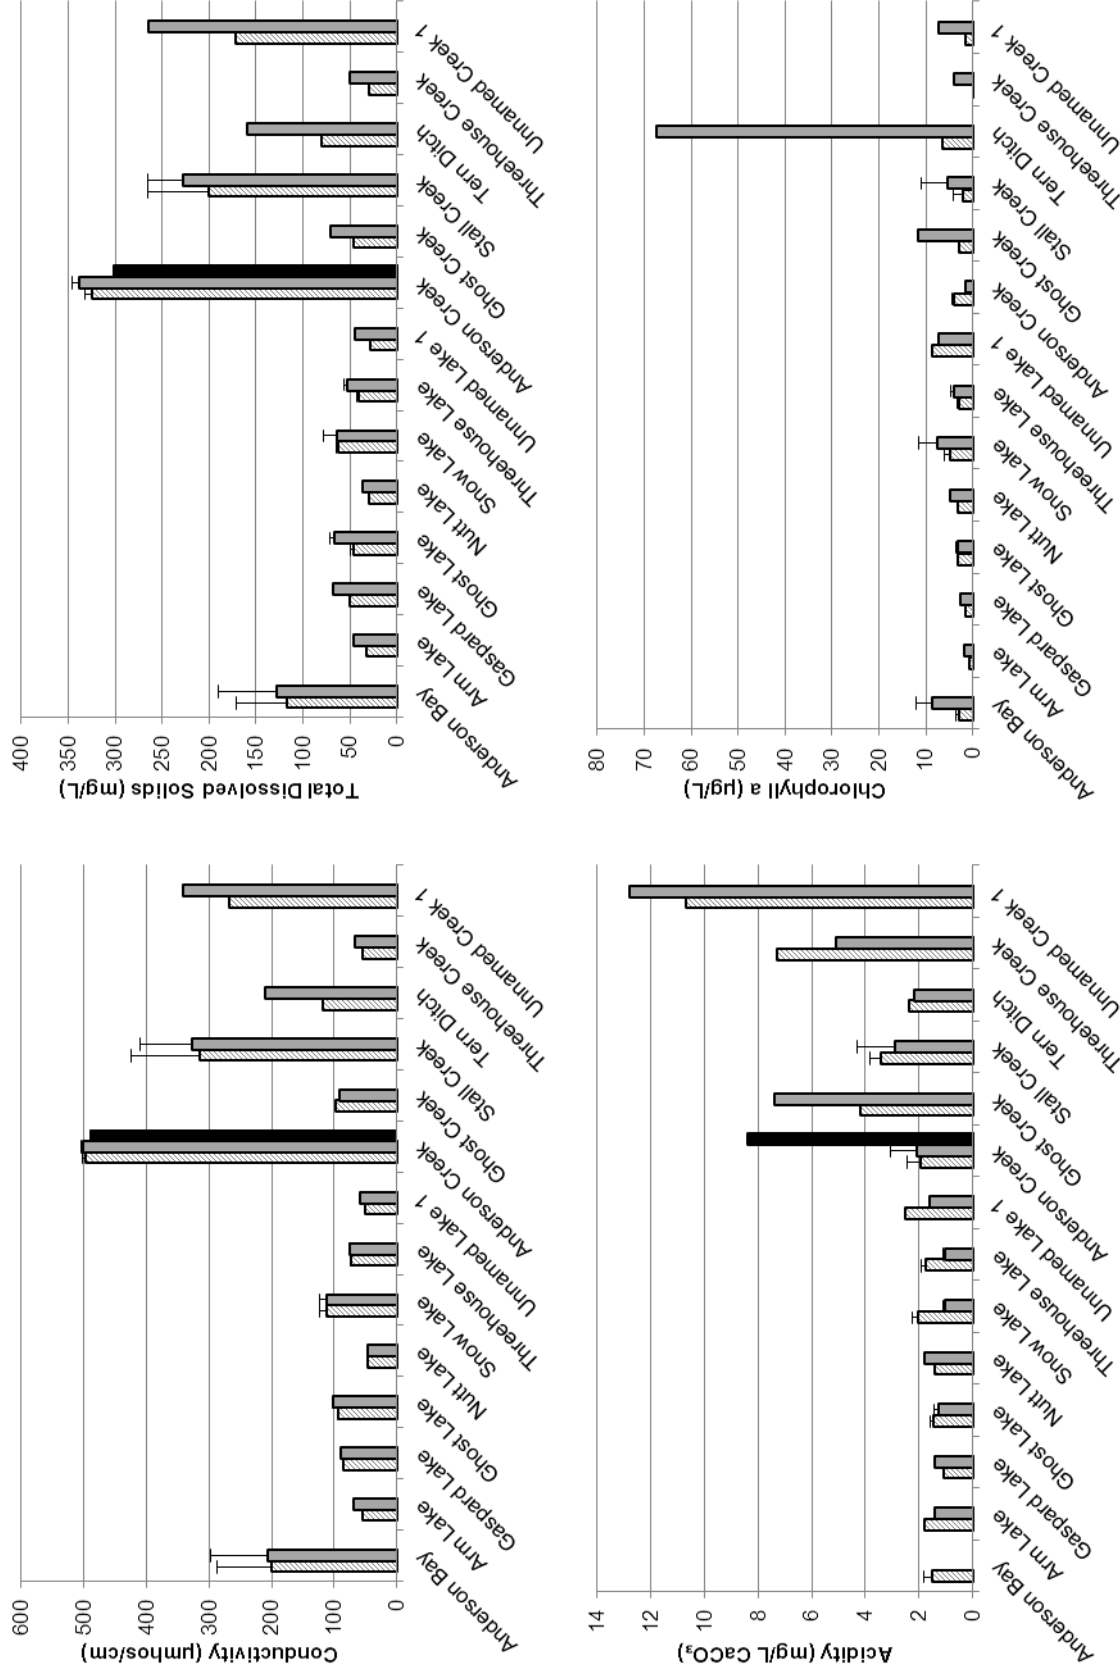 Conductivity (µmhos/cm)
600
500
400
300
200
100
0
Anderson Bay
Arm Lake
Gaspard Lake
Ghost Lake
Nutt Lake
Snow Lake
Threehouse Lake
Unnamed Lake 1
Anderson Creek
Ghost Creek
Stall Creek
Tern Ditch
Threehouse Creek
Unnamed Creek 1
Total Dissolved Solids (mg/L)
400
350
300
250
200
150
100
50
0
Anderson Bay
Arm Lake
Gaspard Lake
Ghost Lake
Nutt Lake
Snow Lake
Threehouse Lake
Unnamed Lake 1
Anderson Creek
Ghost Creek
Stall Creek
Tern Ditch
Threehouse Creek
Unnamed Creek 1
Acidity (mg/L CaCO₃)
14
12
10
8
6
4
2
0
Anderson Bay
Arm Lake
Gaspard Lake
Ghost Lake
Nutt Lake
Snow Lake
Threehouse Lake
Unnamed Lake 1
Anderson Creek
Ghost Creek
Stall Creek
Tern Ditch
Threehouse Creek
Unnamed Creek 1
Chlorophyll a (µg/L)
80
70
60
50
40
30
20
10
0
Anderson Bay
Arm Lake
Gaspard Lake
Ghost Lake
Nutt Lake
Snow Lake
Threehouse Lake
Unnamed Lake 1
Anderson Creek
Ghost Creek
Stall Creek
Tern Ditch
Threehouse Creek
Unnamed Creek 1